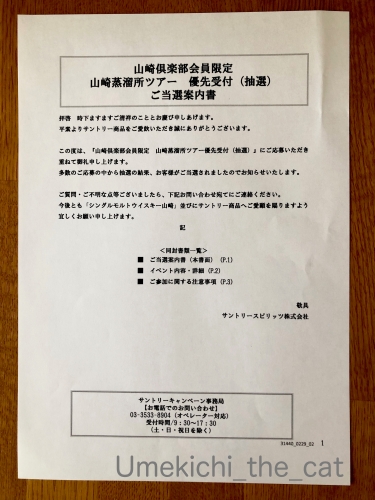 山崎倶楽部会員限定
山崎蒸溜所ツアー 優先受付（抽選）
ご当選案内書
拝啓 時下ますますご清祥のこととお慶び申しあげます。
平素よりサントリー商品をご愛飲いただき誠にありがとうございます。
この度は、『山崎倶楽部会員限定 山崎蒸溜所ツアー優先受付（抽選）』にご応募いただき
重ねて御礼申し上げます。
多数のご応募の中から抽選の結果、お客様がご当選されましたのでお知らせいたします。
ご質問・ご不明な点等ございましたら、下記お問い合わせ宛てにご連絡ください。
今後とも「シングルモルトウイスキー山崎」並びにサントリー商品へご愛顧を賜りますよう
宜しくお願い申し上げます。
記
＜同封書類一覧＞
■ ご当選案内書（本書面）（P.1）
■ イベント内容・詳細（P.2）
■ ご参加に関する注意事項（P.3）
敬具
サントリースピリッツ株式会社
サントリーキャンペーン事務局
【お電話でのお問い合わせ】
03-3533-8904（オペレーター対応）
受付時間/9：30～17：30
（土・日・祝日を除く）
31440_0229_02 1
Umekichi_the_cat